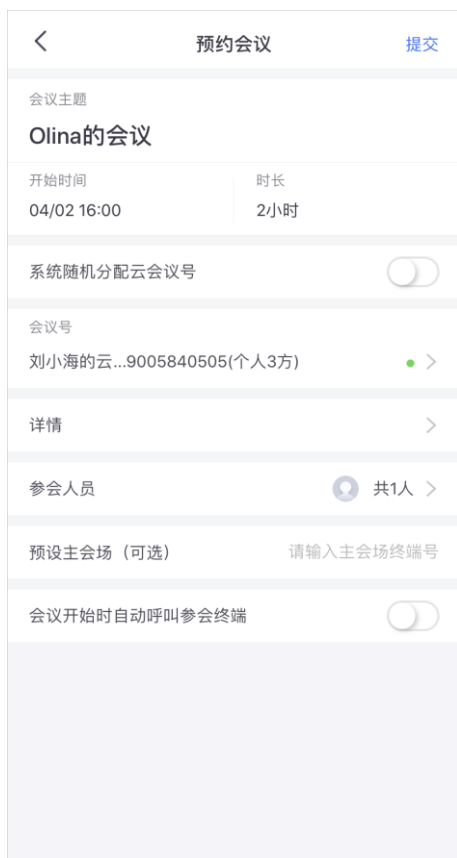 预约会议
提交
会议主题
Olina的会议
开始时间
时长
04/02 16:00
2小时
系统随机分配云会议号
会议号
刘小海的云...9005840505(个人3方)
详情
参会人员
共1人
预设主会场（可选）
请输入主会场终端号
会议开始时自动呼叫参会终端